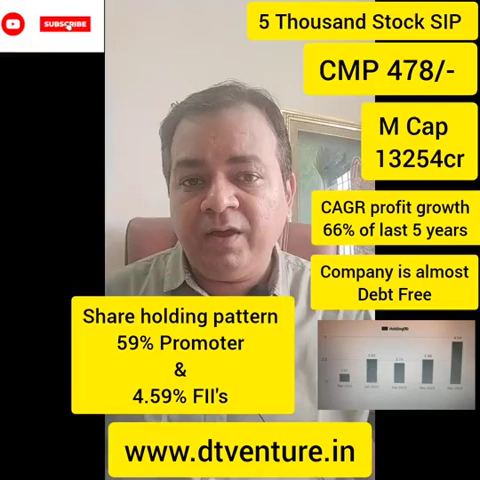 SUBSCRIBE
5 Thousand Stock SIP
CMP 478/-
M Cap
13254cr
CAGR profit growth
66% of last 5 years
Company is almost
Debt Free
Share holding pattern
59% Promoter
&
4.59% FII's
Holding(%)
www.dtventure.in